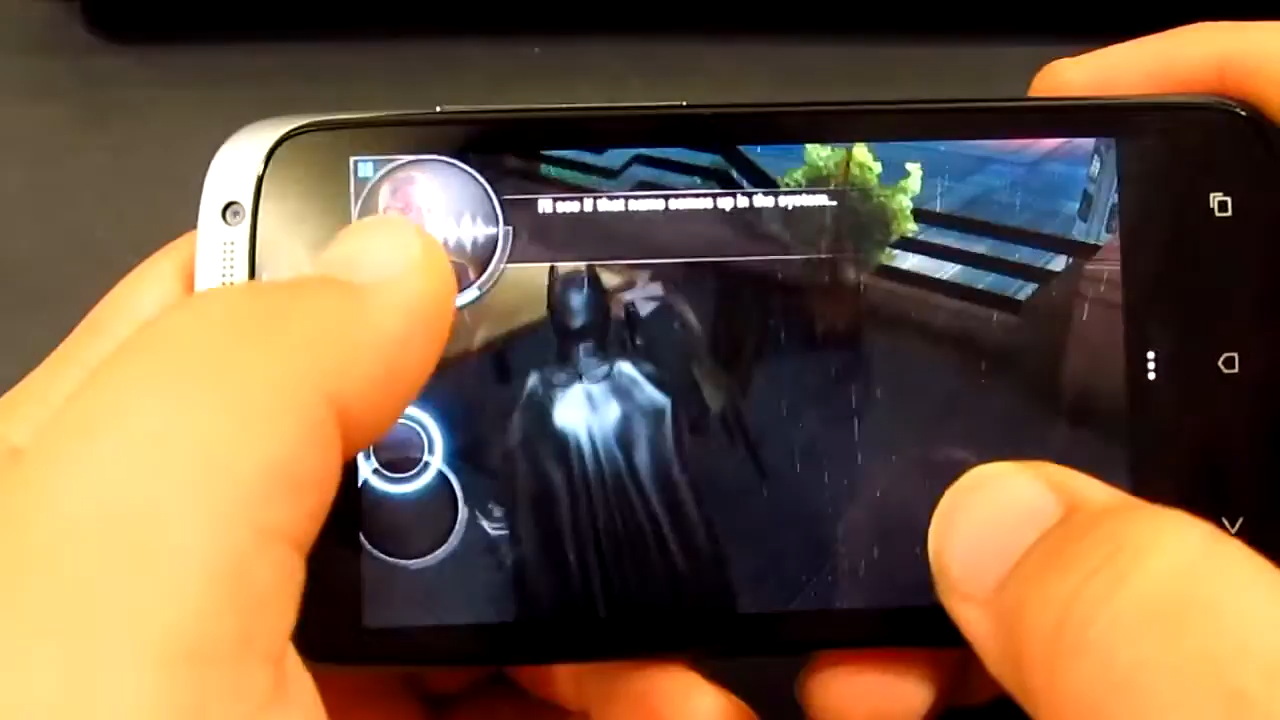 I'll see if that name comes up in the system...